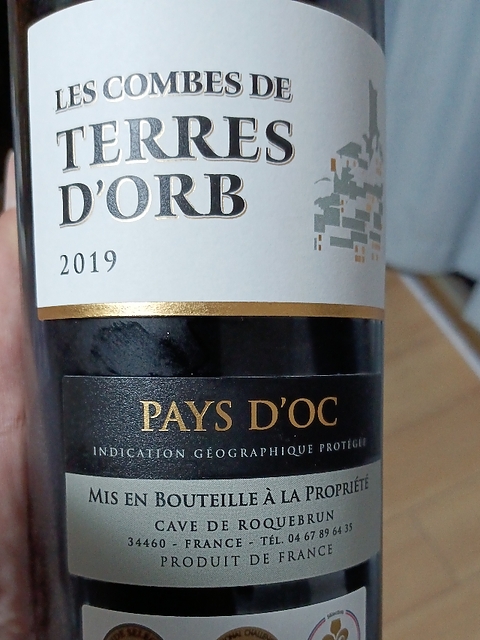 LES COMBES DE
TERRES
D'ORB
2019
PAYS D'OC
INDICATION GÉOGRAPHIQUE PROTÉGÉE
MIS EN BOUTEILLE À LA PROPRIÉTÉ
CAVE DE ROQUEBRUN
34460 - FRANCE - TÉL. 04 67 89 64 35
PRODUIT DE FRANCE